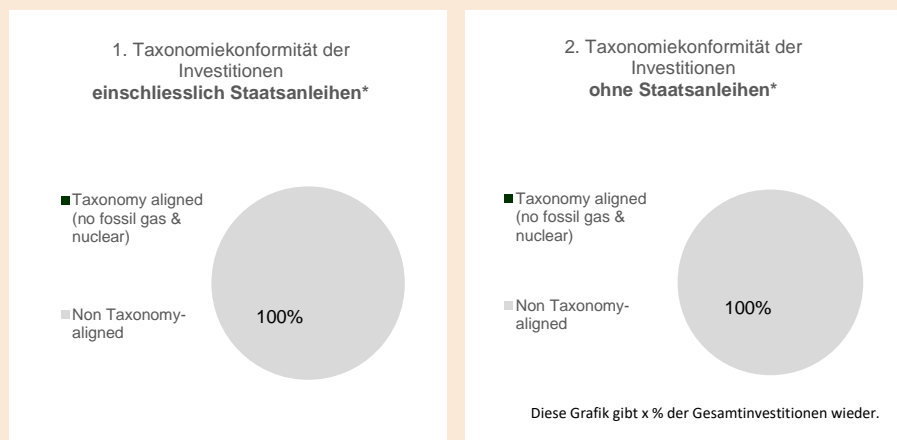 1. Taxonomiekonformität der
Investitionen
einschliesslich Staatsanleihen*
Taxonomy aligned
(no fossil gas &
nuclear)
Non Taxonomy-
aligned
100%
2. Taxonomiekonformität der
Investitionen
ohne Staatsanleihen*
Taxonomy aligned
(no fossil gas &
nuclear)
Non Taxonomy-
aligned
100%
Diese Grafik gibt x % der Gesamtinvestitionen wieder.